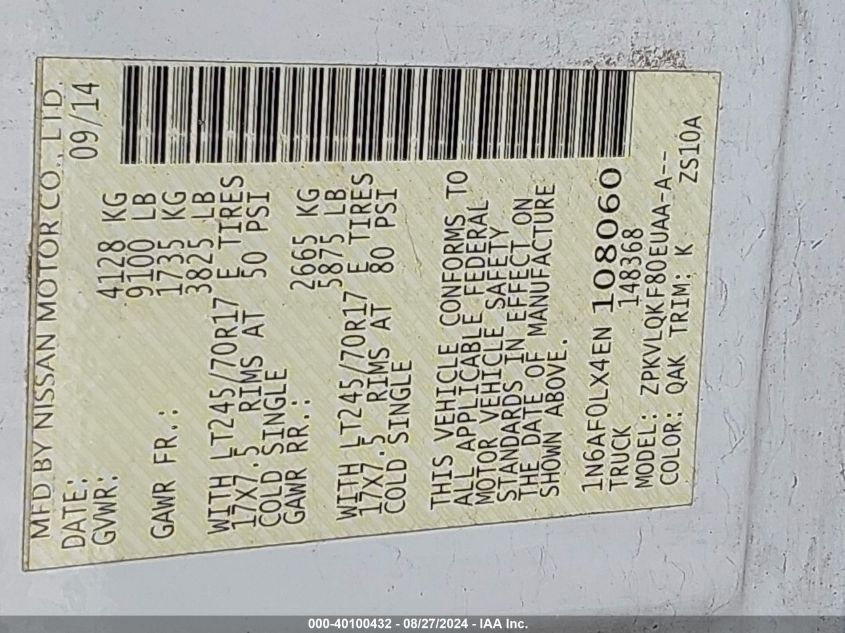 MFD BY NISSAN MOTOR CO., LTD.
DATE: 09/14
GVWR: 4128 KG
9100 LB
GAWR FR.: 1735 KG
3825 LB
WITH LT245/70R17 E TIRES
17X7.5 RIMS AT 50 PSI
COLD SINGLE
GAWR RR.: 2665 KG
5875 LB
WITH LT245/70R17 E TIRES
17X7.5 RIMS AT 80 PSI
COLD SINGLE
THIS VEHICLE CONFORMS TO
ALL APPLICABLE FEDERAL
MOTOR VEHICLE SAFETY
STANDARDS IN EFFECT ON
THE DATE OF MANUFACTURE
SHOWN ABOVE.
1N6AF0LX4EN108060
TRUCK 148368
MODEL: ZPKVLQKF80EUAA-A--
COLOR: QAK TRIM: K ZS10A
000-40100432 - 08/27/2024 - IAA Inc.